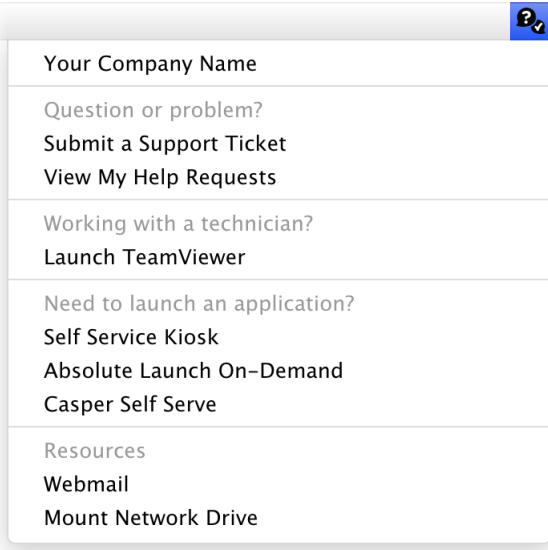 Your Company Name
Question or problem?
Submit a Support Ticket
View My Help Requests
Working with a technician?
Launch TeamViewer
Need to launch an application?
Self Service Kiosk
Absolute Launch On-Demand
Casper Self Serve
Resources
Webmail
Mount Network Drive